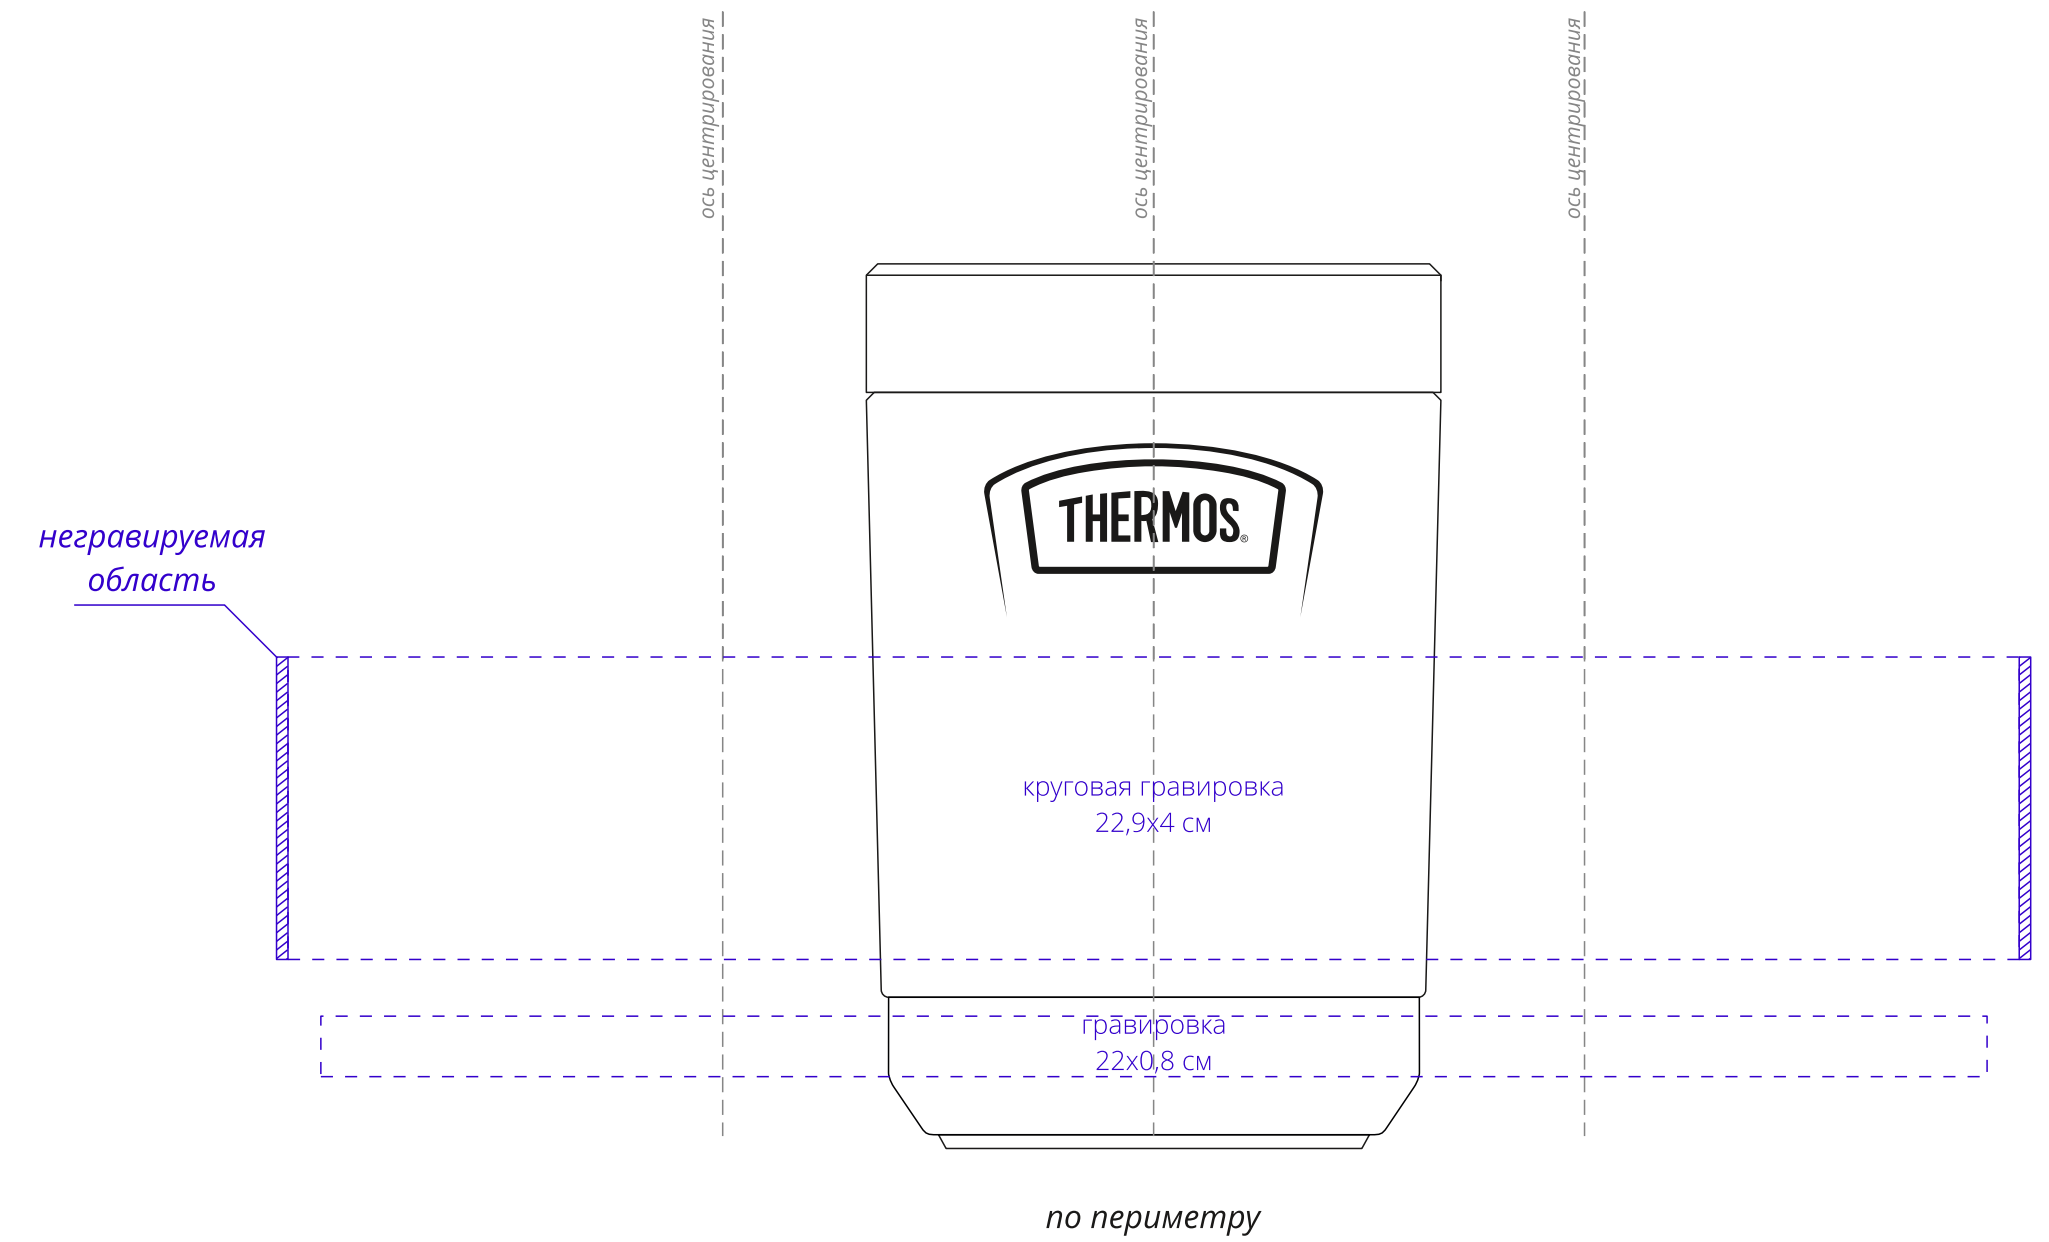 ось центрирования
ось центрирования
ось центрирования
THERMOS®
негравируемая
область
круговая гравировка
22,9х4 см
гравировка
22х0,8 см
по периметру